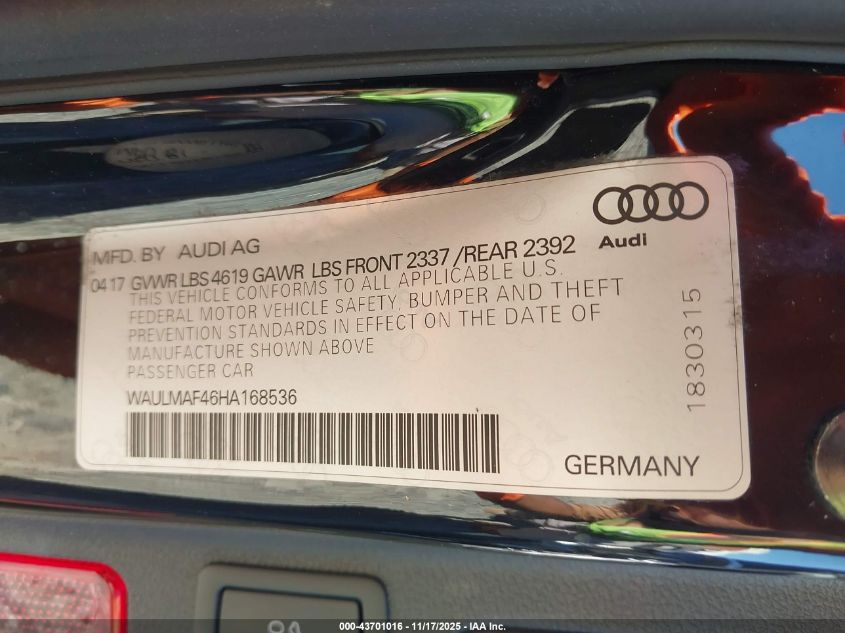 MFD. BY AUDI AG
Audi
04 17 GVWR LBS 4619 GAWR LBS FRONT 2337 /REAR 2392
THIS VEHICLE CONFORMS TO ALL APPLICABLE U.S.
FEDERAL MOTOR VEHICLE SAFETY, BUMPER AND THEFT
PREVENTION STANDARDS IN EFFECT ON THE DATE OF
MANUFACTURE SHOWN ABOVE
PASSENGER CAR
WAULMAF46HA168536
1830315
GERMANY
000-43701016 - 11/17/2025 - IAA Inc.